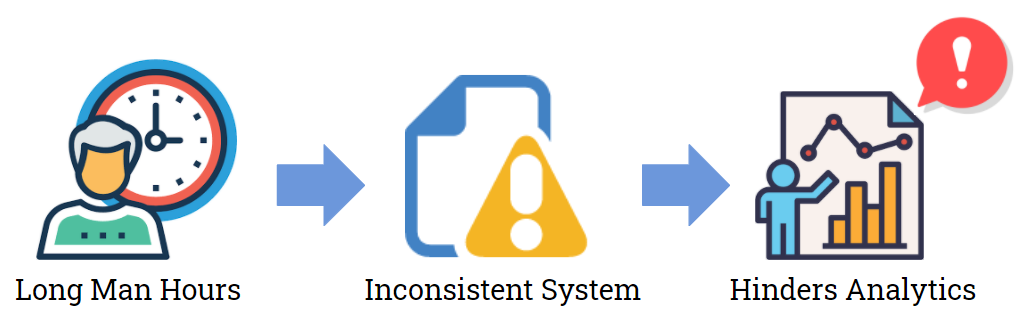 Long Man Hours
Inconsistent System
Hinders Analytics